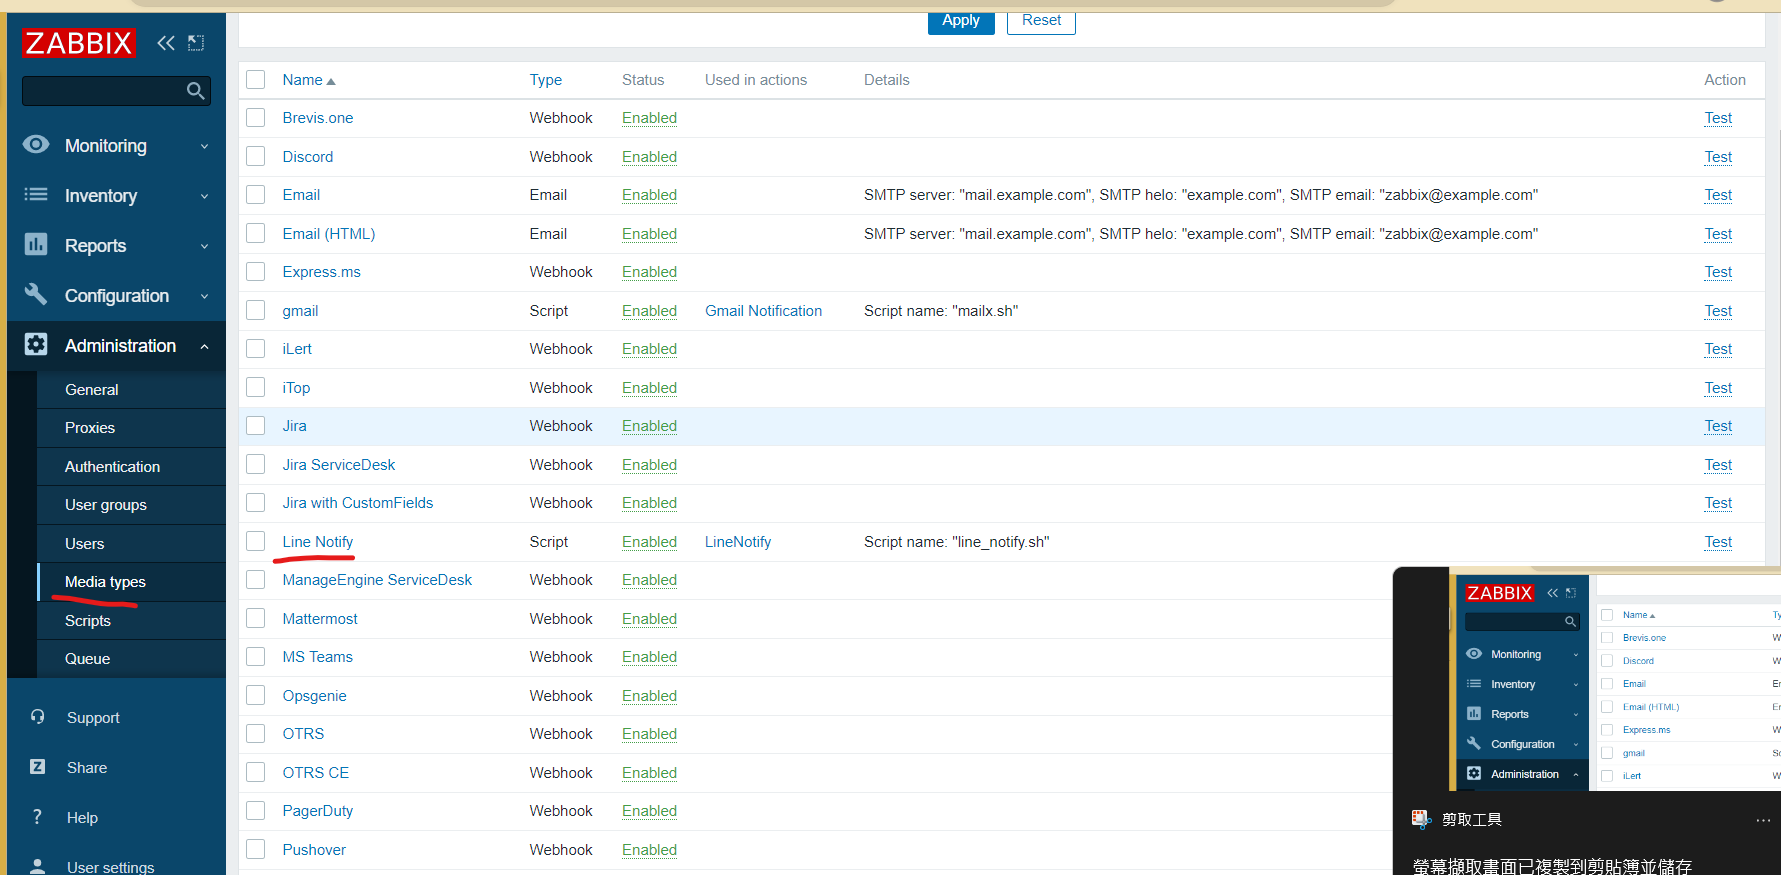 ZABBIX
Monitoring
Inventory
Reports
Configuration
Administration
General
Proxies
Authentication
User groups
Users
Media types
Scripts
Queue
Support
Share
Help
User settings
Apply Reset
Name Type Status Used in actions Details Action
Brevis.one Webhook Enabled Test
Discord Webhook Enabled Test
Email Email Enabled SMTP server: "mail.example.com", SMTP helo: "example.com", SMTP email: "zabbix@example.com" Test
Email (HTML) Email Enabled SMTP server: "mail.example.com", SMTP helo: "example.com", SMTP email: "zabbix@example.com" Test
Express.ms Webhook Enabled Test
gmail Script Enabled Gmail Notification Script name: "mailx.sh" Test
iLert Webhook Enabled Test
iTop Webhook Enabled Test
Jira Webhook Enabled Test
Jira ServiceDesk Webhook Enabled Test
Jira with CustomFields Webhook Enabled Test
Line Notify Script Enabled LineNotify Script name: "line_notify.sh" Test
ManageEngine ServiceDesk Webhook Enabled
Mattermost Webhook Enabled
MS Teams Webhook Enabled
Opsgenie Webhook Enabled
OTRS Webhook Enabled
OTRS CE Webhook Enabled
PagerDuty Webhook Enabled
Pushover Webhook Enabled
ZABBIX
Monitoring
Inventory
Reports
Configuration
Administration
Name
Brevis.one
Discord
Email
Email (HTML)
Express.ms
gmail
iLert
剪取工具
螢幕擷取畫面已複製到剪貼簿並儲存